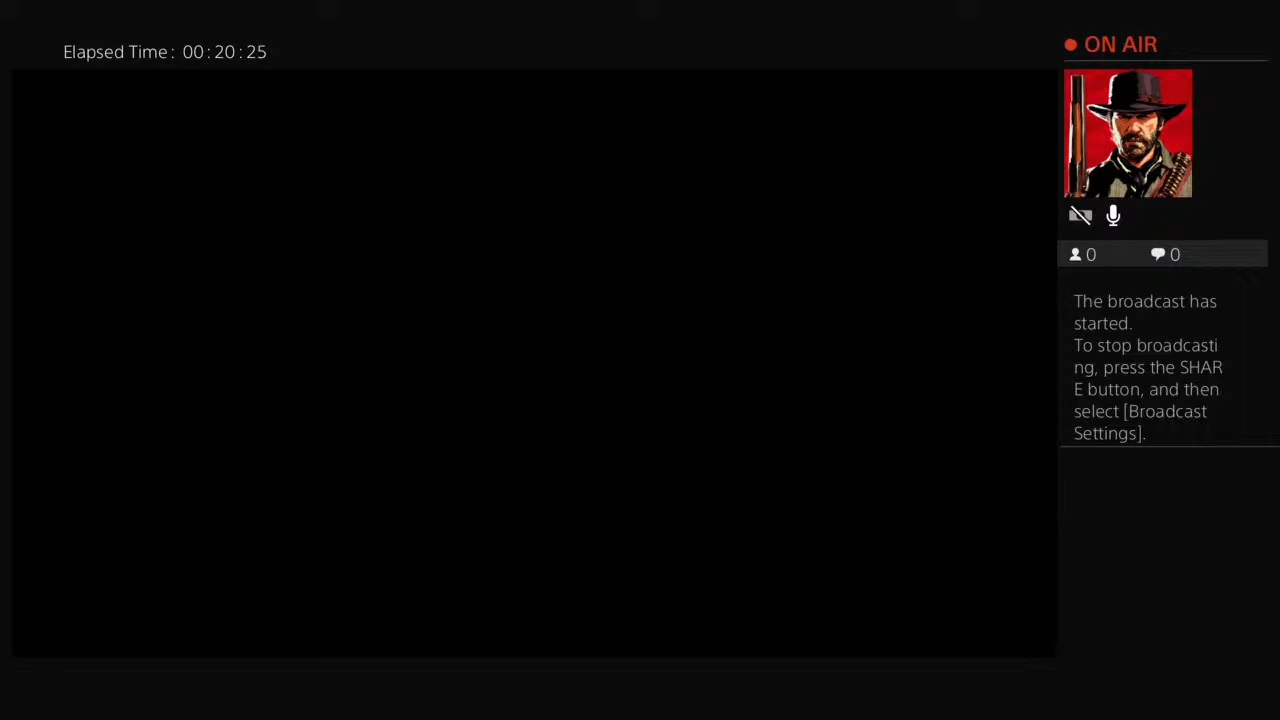 Elapsed Time: 00:20:25
ON AIR
0 0
The broadcast has
started.
To stop broadcasti
ng, press the SHAR
E button, and then
select [Broadcast
Settings].